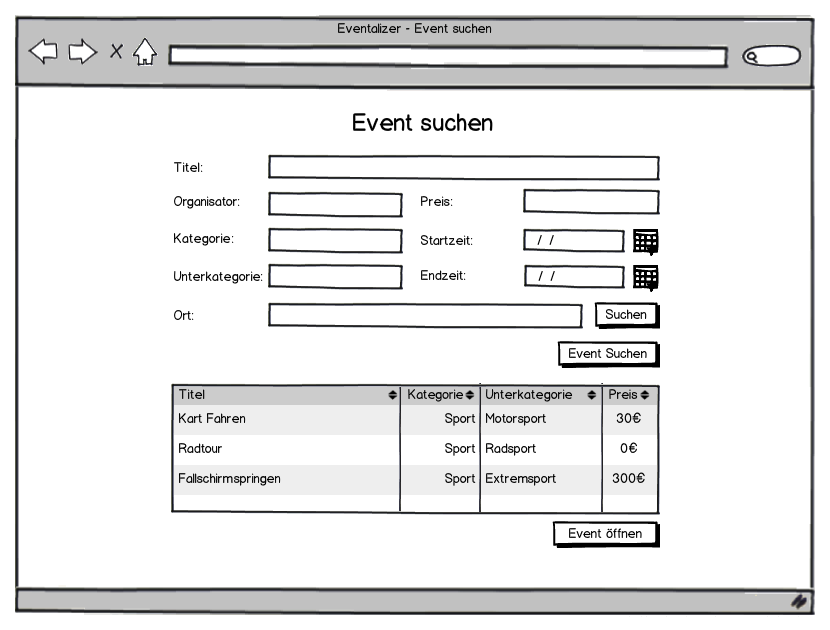 Eventalizer - Event suchen
Event suchen
Titel:
Organisator: Preis:
Kategorie: Startzeit: / /
Unterkategorie: Endzeit: / /
Ort: Suchen
Event Suchen
Titel Kategorie Unterkategorie Preis
Kart Fahren Sport Motorsport 30€
Radtour Sport Radsport 0€
Fallschirmspringen Sport Extremsport 300€
Event öffnen